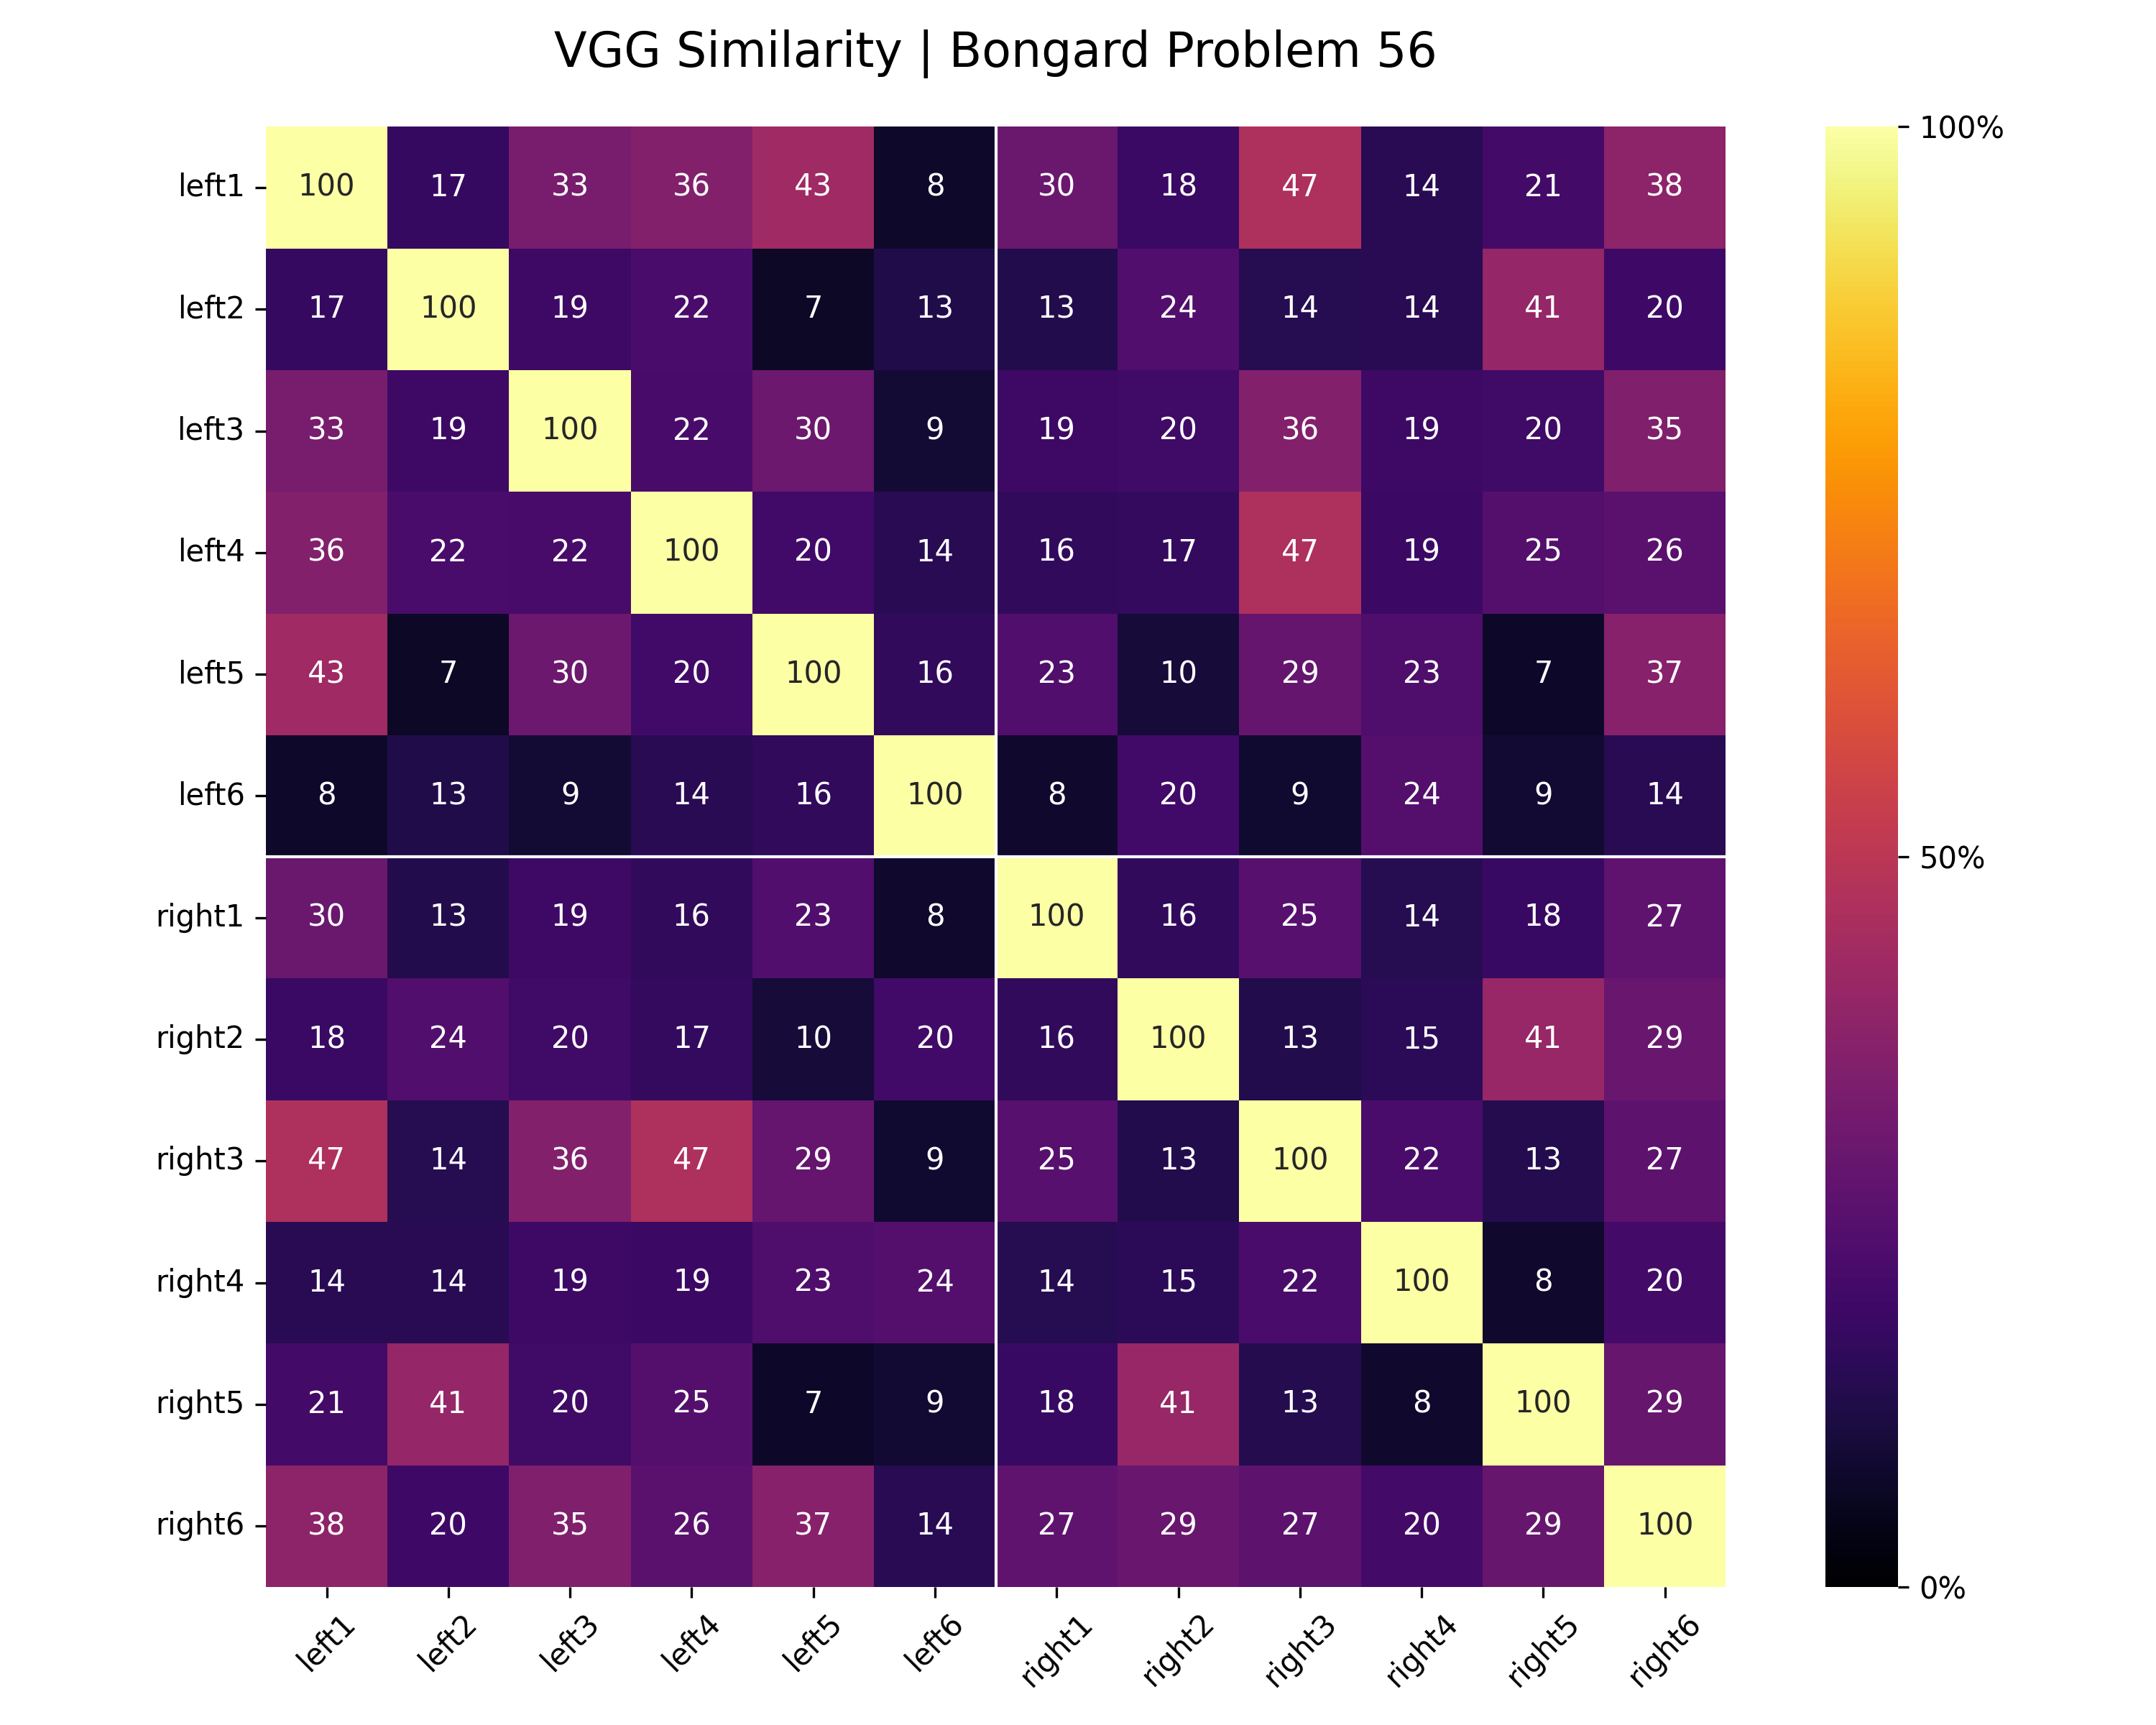 VGG Similarity | Bongard Problem 56
100%
left1 100 17 33 36 43 8 30 18 47 14 21 38
left2 17 100 19 22 7 13 13 24 14 14 41 20
left3 33 19 100 22 30 9 19 20 36 19 20 35
left4 36 22 22 100 20 14 16 17 47 19 25 26
left5 43 7 30 20 100 16 23 10 29 23 7 37
left6 8 13 9 14 16 100 8 20 9 24 9 14
50%
right1 30 13 19 16 23 8 100 16 25 14 18 27
right2 18 24 20 17 10 20 16 100 13 15 41 29
right3 47 14 36 47 29 9 25 13 100 22 13 27
right4 14 14 19 19 23 24 14 15 22 100 8 20
right5 21 41 20 25 7 9 18 41 13 8 100 29
right6 38 20 35 26 37 14 27 29 27 20 29 100
0%
left1 left2 left3 left4 left5 left6 right1 right2 right3 right4 right5 right6